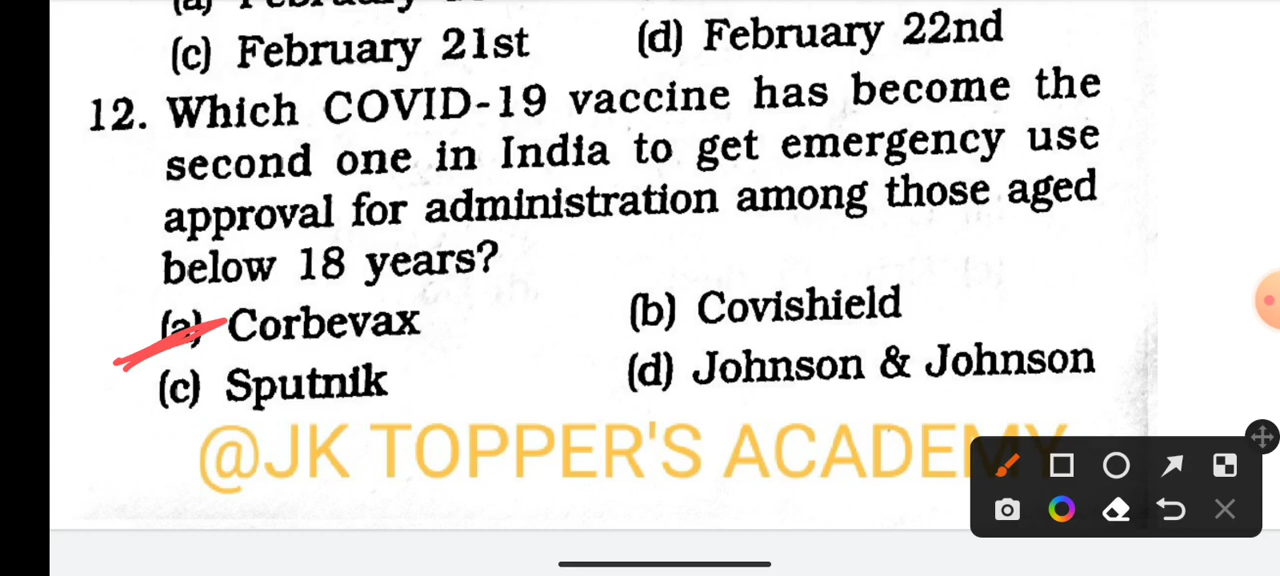 (c) February 21st (d) February 22nd
12. Which COVID-19 vaccine has become the
second one in India to get emergency use
approval for administration among those aged
below 18 years?
(a) Corbevax (b) Covishield
(c) Sputnik (d) Johnson & Johnson
@JK TOPPER'S ACADEMY